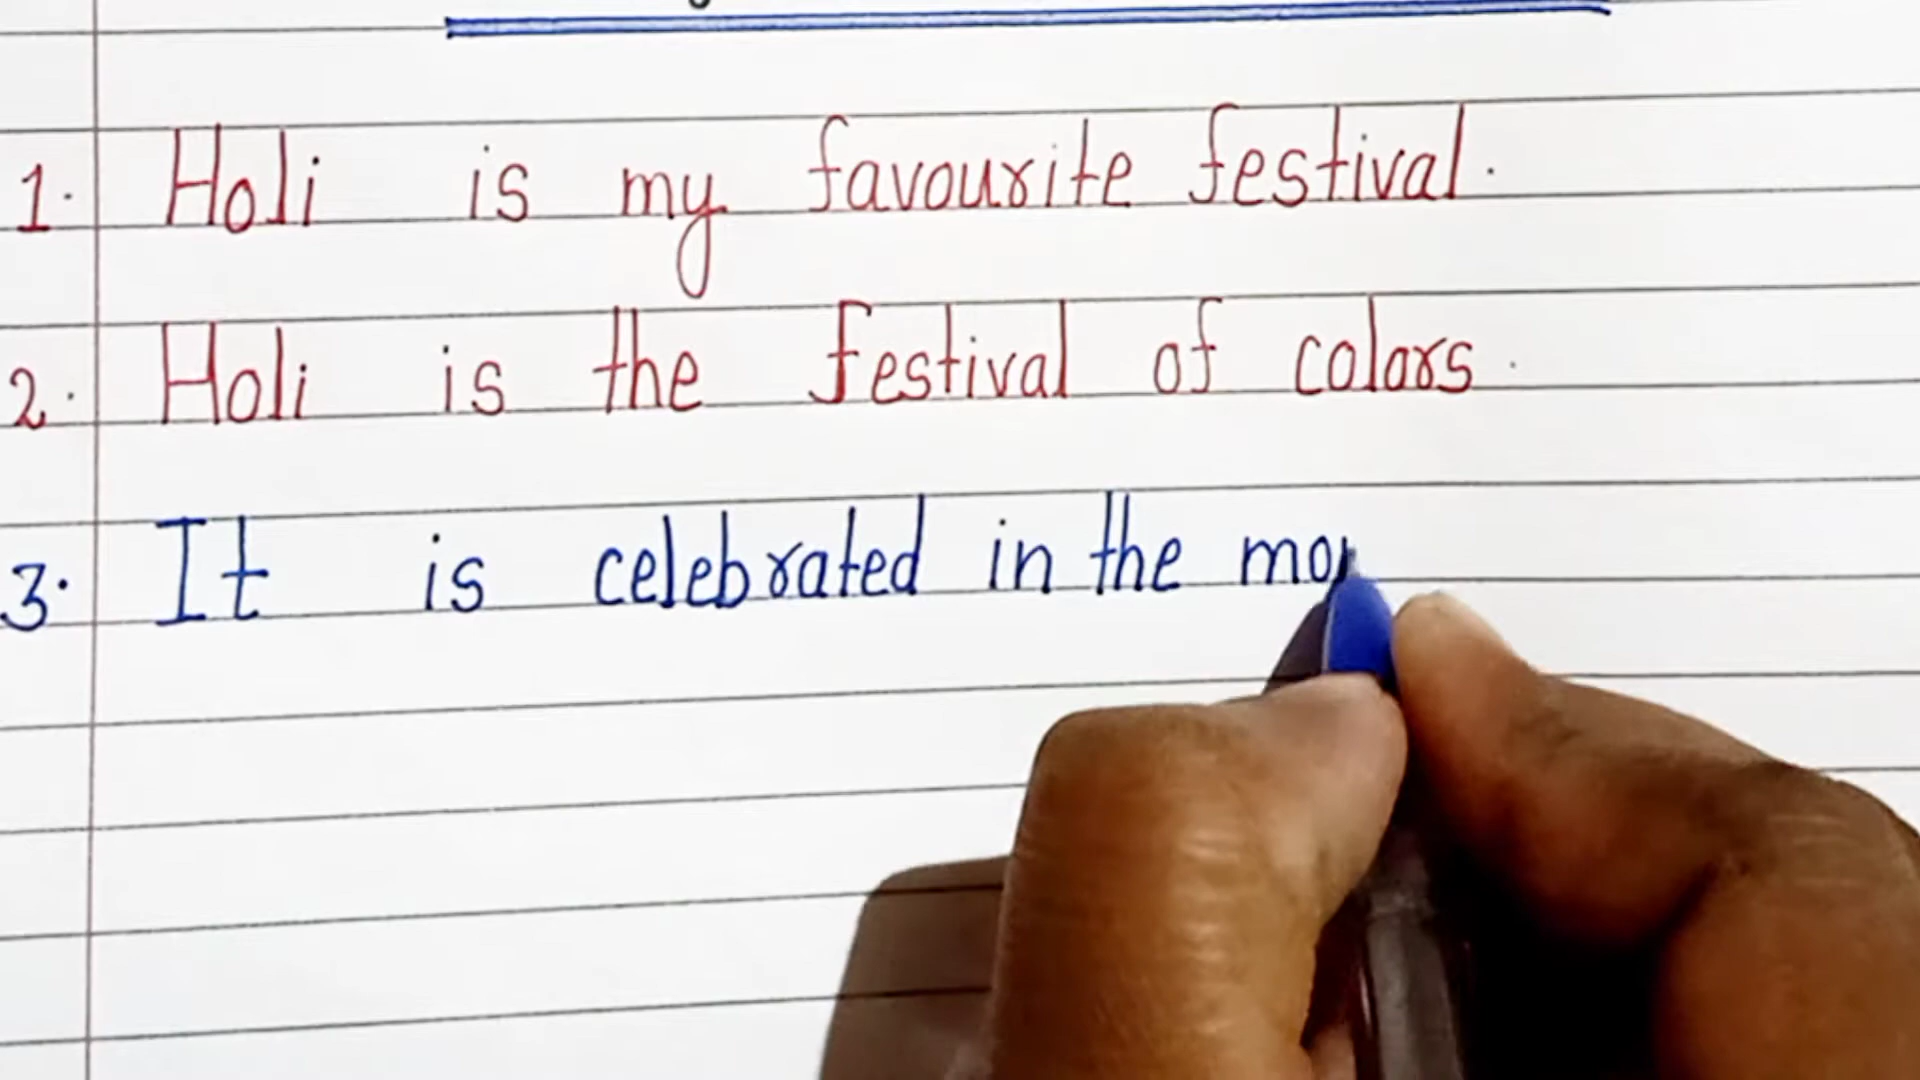 1. Holi is my favourite festival.
2. Holi is the festival of colors.
3. It is celebrated in the